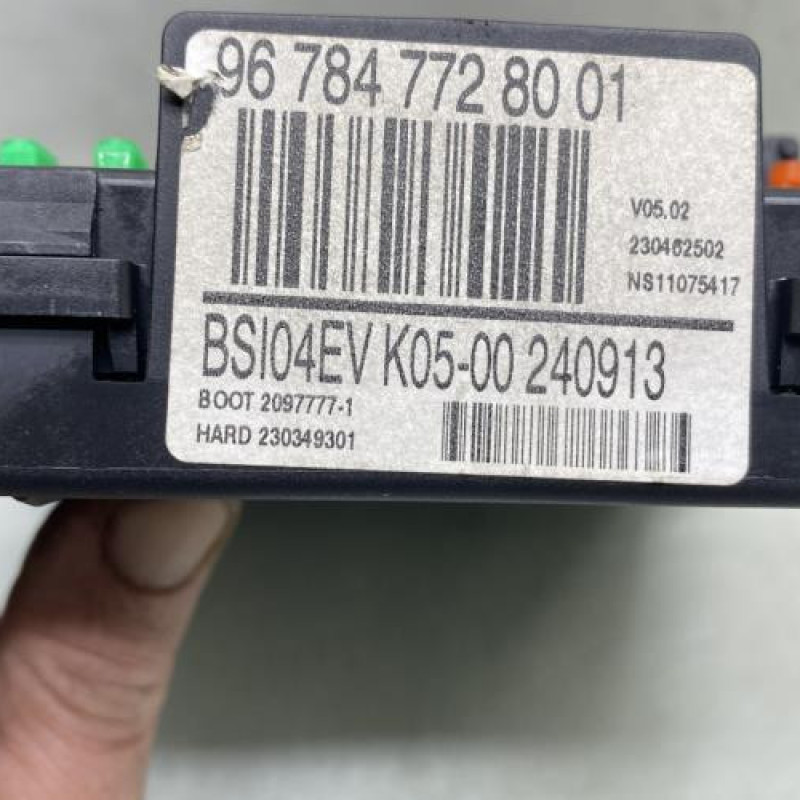 96 784 772 80 01
V05.02
230462502
NS11075417
BSI04EV K05-00 240913
BOOT 2097777-1
HARD 230349301